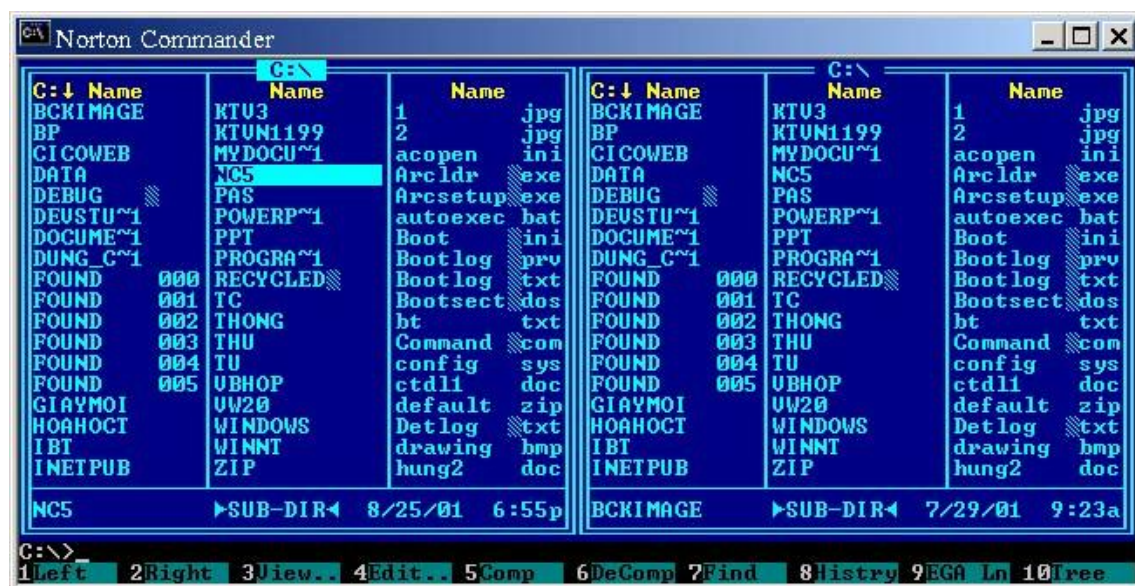 Norton Commander
C:\ C:\
C:↓ Name Name Name C:↓ Name Name Name
BCKIMAGE KTV3 1 jpg BCKIMAGE KTV3 1 jpg
BP KTVN1199 2 jpg BP KTVN1199 2 jpg
CICOWEB MYDOCU~1 acopen ini CICOWEB MYDOCU~1 acopen ini
DATA NC5 Arcldr exe DATA NC5 Arcldr exe
DEBUG PAS Arcsetup exe DEBUG PAS Arcsetup exe
DEVSTU~1 POWERP~1 autoexec bat DEVSTU~1 POWERP~1 autoexec bat
DOCUME~1 PPT Boot ini DOCUME~1 PPT Boot ini
DUNG_C~1 PROGRA~1 Bootlog prv DUNG_C~1 PROGRA~1 Bootlog prv
FOUND 000 RECYCLED Bootlog txt FOUND 000 RECYCLED Bootlog txt
FOUND 001 TC Bootsect dos FOUND 001 TC Bootsect dos
FOUND 002 THONG bt txt FOUND 002 THONG bt txt
FOUND 003 THU Command com FOUND 003 THU Command com
FOUND 004 TU config sys FOUND 004 TU config sys
FOUND 005 VBHOP ctdl1 doc FOUND 005 VBHOP ctdl1 doc
GIAYMOI VW20 default zip GIAYMOI VW20 default zip
HOAHOCT WINDOWS Detlog txt HOAHOCT WINDOWS Detlog txt
IBT WINNT drawing bmp IBT WINNT drawing bmp
INETPUB ZIP hung2 doc INETPUB ZIP hung2 doc
NC5 ►SUB-DIR◄ 8/25/01 6:55p BCKIMAGE ►SUB-DIR◄ 7/29/01 9:23a
C:\>_
1Left 2Right 3View.. 4Edit.. 5Comp 6DeComp 7Find 8Histry 9EGA Ln 10Tree